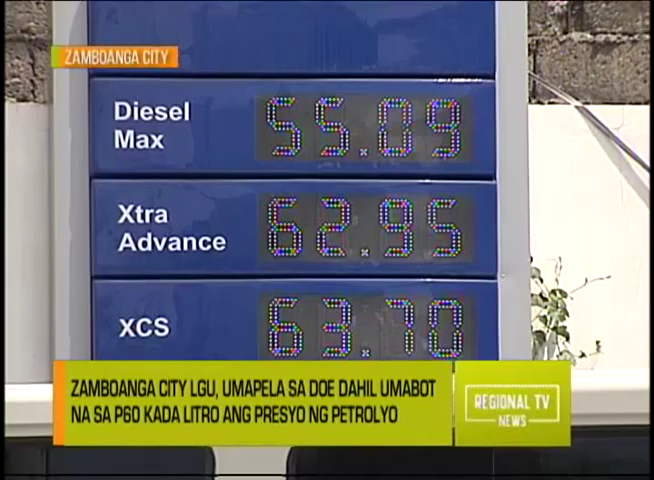 ZAMBOANGA CITY
Diesel
Max
55.09
Xtra
Advance
62.95
XCS
63.70
ZAMBOANGA CITY LGU, UMAPELA SA DOE DAHIL UMABOT
NA SA P60 KADA LITRO ANG PRESYO NG PETROLYO
REGIONAL TV
NEWS